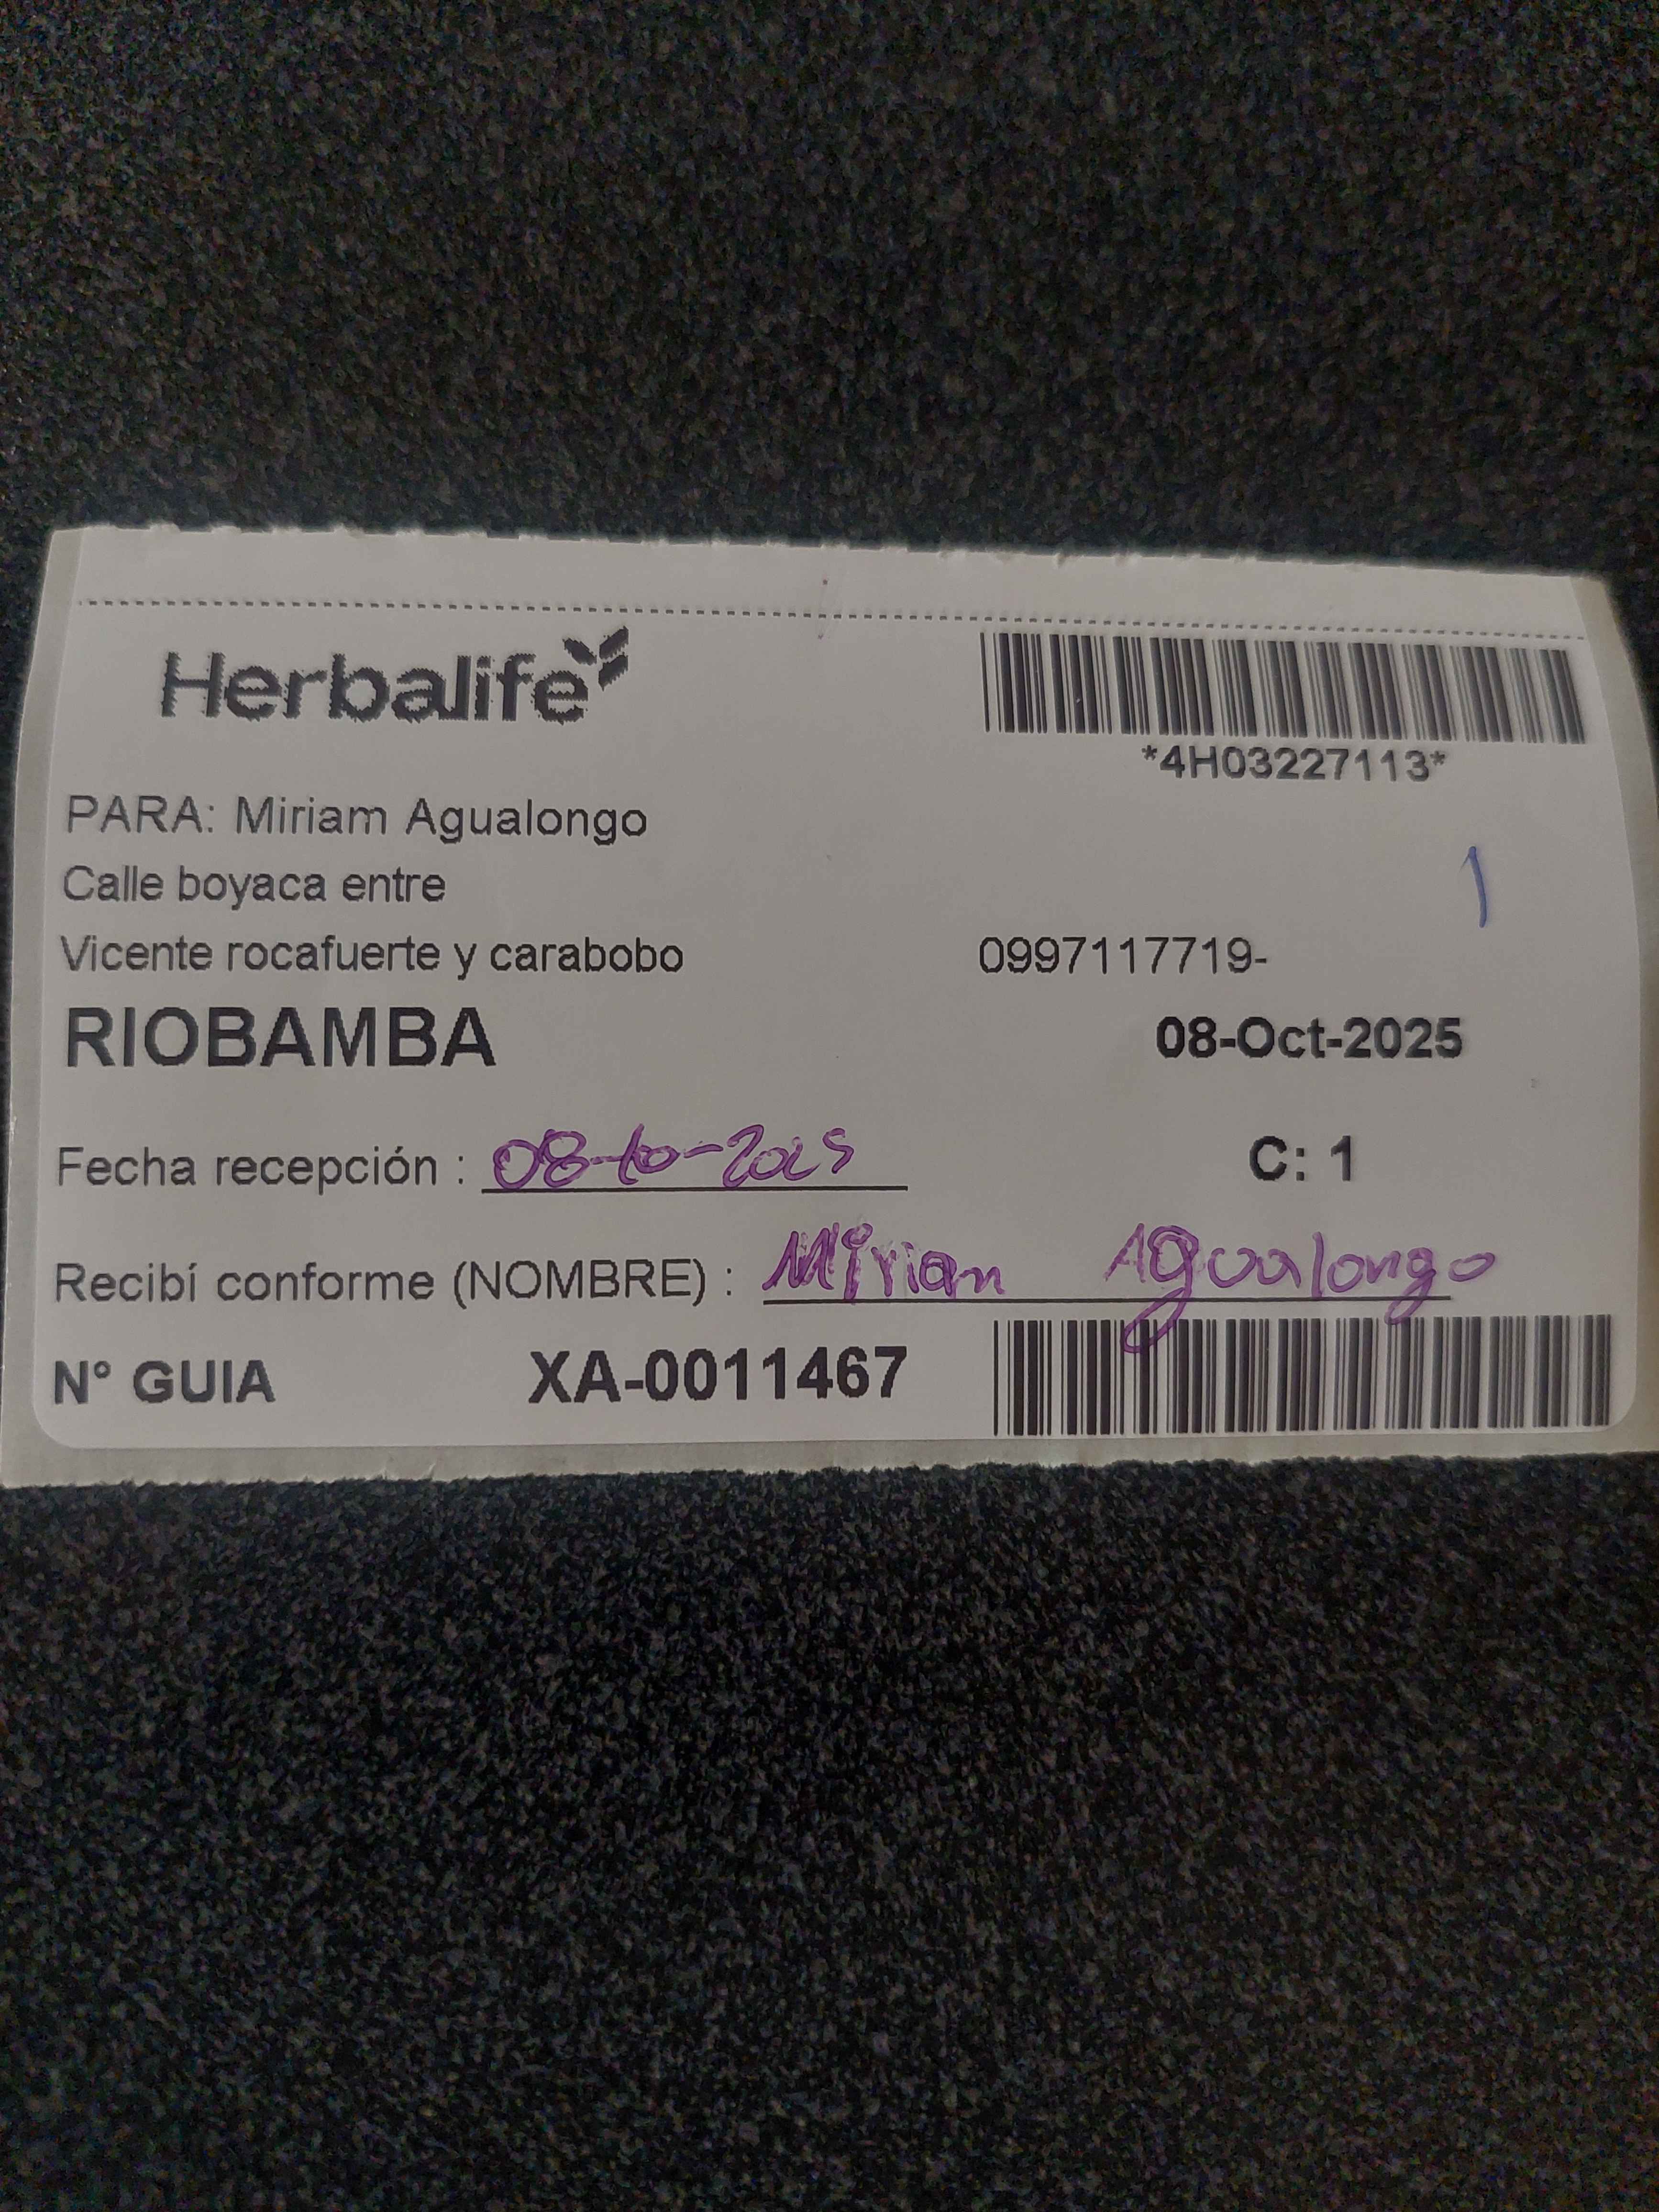 Herbalife
*4H03227113*
PARA: Miriam Agualongo
Calle boyaca entre
1
Vicente rocafuerte y carabobo 0997117719-
RIOBAMBA 08-Oct-2025
Fecha recepción : 08-10-2025 C: 1
Recibí conforme (NOMBRE) : Mirian Agualongo
N° GUIA XA-0011467